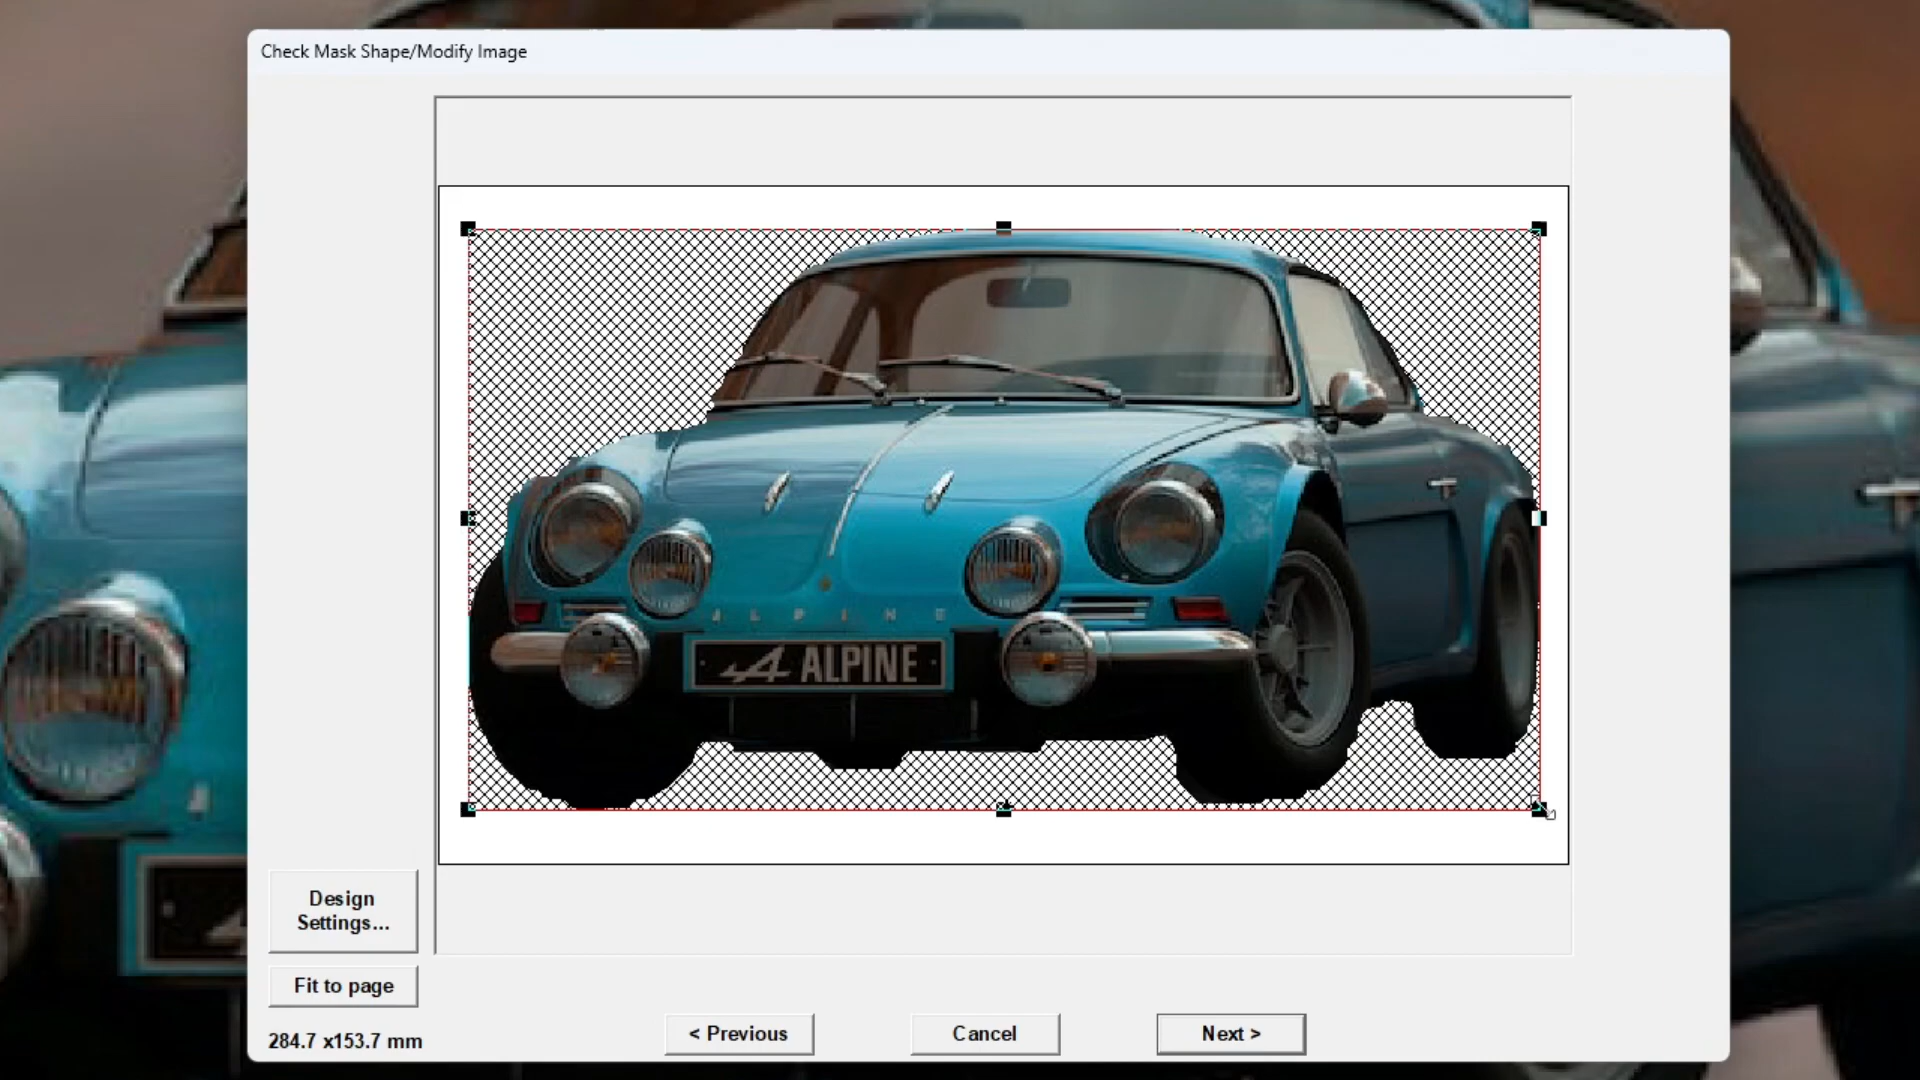 Check Mask Shape/Modify Image
A L P I N E
A ALPINE
Design
Settings...
Fit to page
284.7 x153.7 mm
< Previous
Cancel
Next >